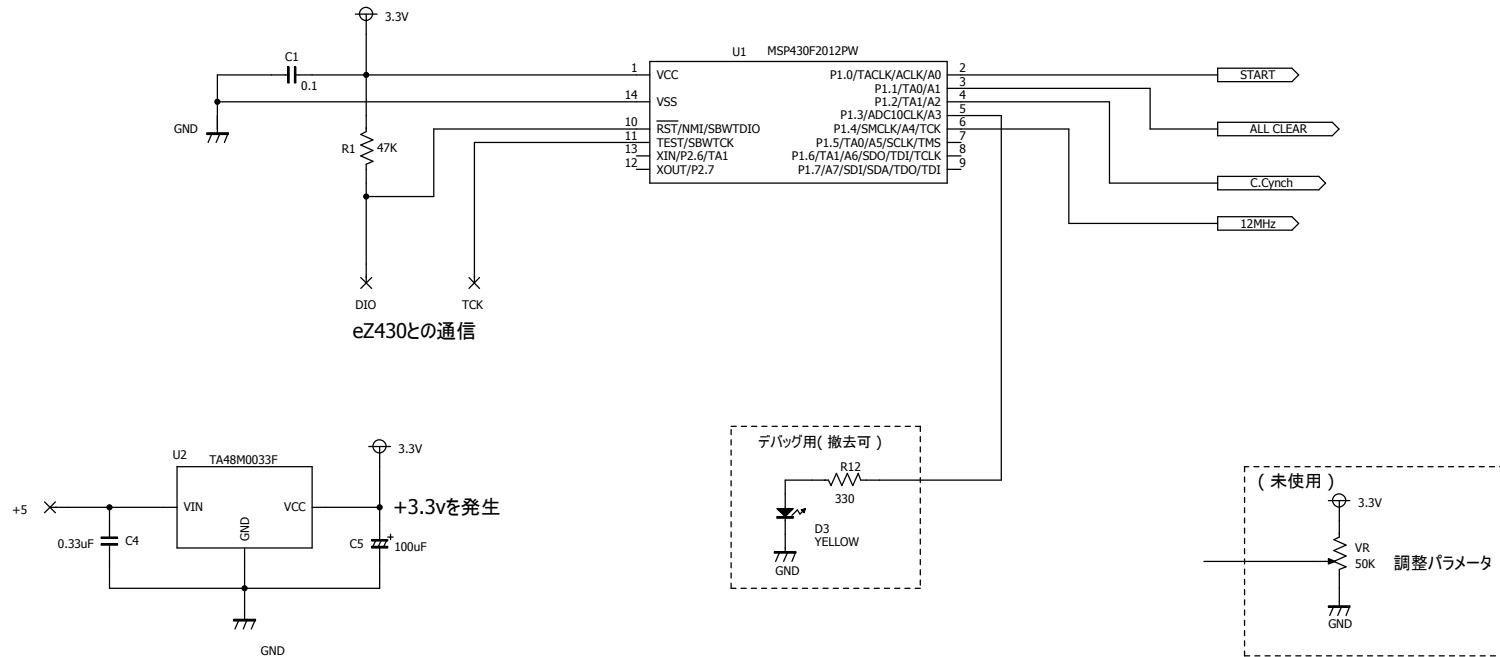 3.3V
U1 MSP430F2012PW
C1
0.1
1 VCC
14 VSS
10 RST/NMI/SBWTDIO
11 TEST/SBWTCK
13 XIN/P2.6/TA1
12 XOUT/P2.7
P1.0/TACLK/ACLK/A0 2
P1.1/TA0/A1 3
P1.2/TA1/A2 4
P1.3/ADC10CLK/A3 5
P1.4/SMCLK/A4/TCK 6
P1.5/TA0/A5/SCLK/TMS 7
P1.6/TA1/A6/SDO/TDI/TCLK 8
P1.7/A7/SDI/SDA/TDO/TDI 9
START
ALL CLEAR
C.Cynch
12MHz
GND
R1 47K
DIO
TCK
eZ430との通信
U2 TA48M0033F
3.3V
+5
VIN
GND
VCC
+3.3vを発生
0.33uF C4
C5 + 100uF
GND
デバッグ用( 撤去可 )
R12
330
D3
YELLOW
GND
( 未使用 )
3.3V
VR
50K 調整パラメータ
GND